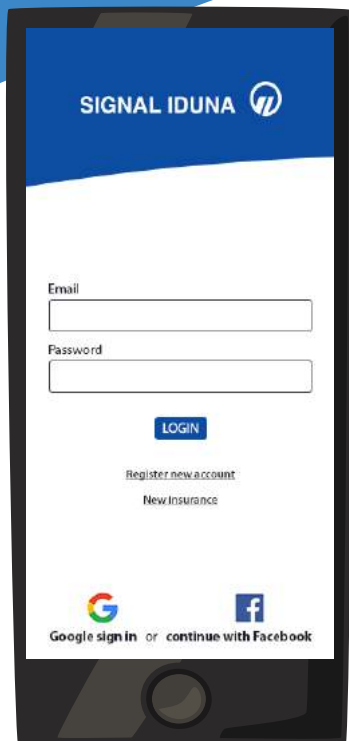 SIGNAL IDUNA
Email
Password
LOGIN
Register new account
New insurance
Google sign in or continue with Facebook